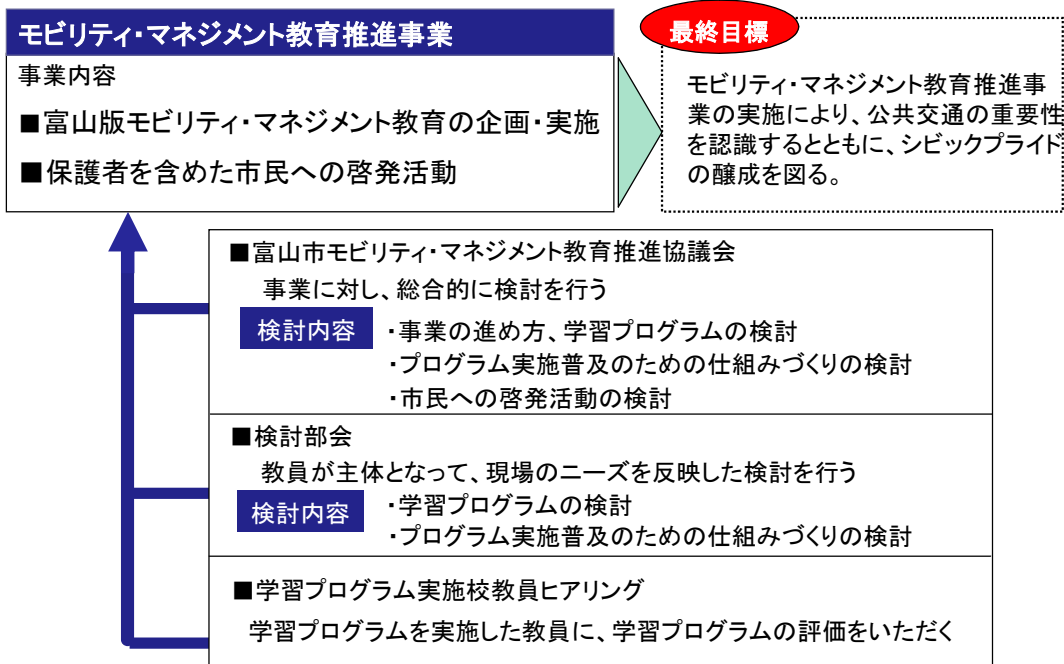 モビリティ・マネジメント教育推進事業
事業内容
■富山版モビリティ・マネジメント教育の企画・実施
■保護者を含めた市民への啓発活動
最終目標
モビリティ・マネジメント教育推進事
業の実施により、公共交通の重要性
を認識するとともに、シビックプライド
の醸成を図る。
■富山市モビリティ・マネジメント教育推進協議会
事業に対し、総合的に検討を行う
検討内容
・事業の進め方、学習プログラムの検討
・プログラム実施普及のための仕組みづくりの検討
・市民への啓発活動の検討
■検討部会
教員が主体となって、現場のニーズを反映した検討を行う
検討内容
・学習プログラムの検討
・プログラム実施普及のための仕組みづくりの検討
■学習プログラム実施校教員ヒアリング
学習プログラムを実施した教員に、学習プログラムの評価をいただく